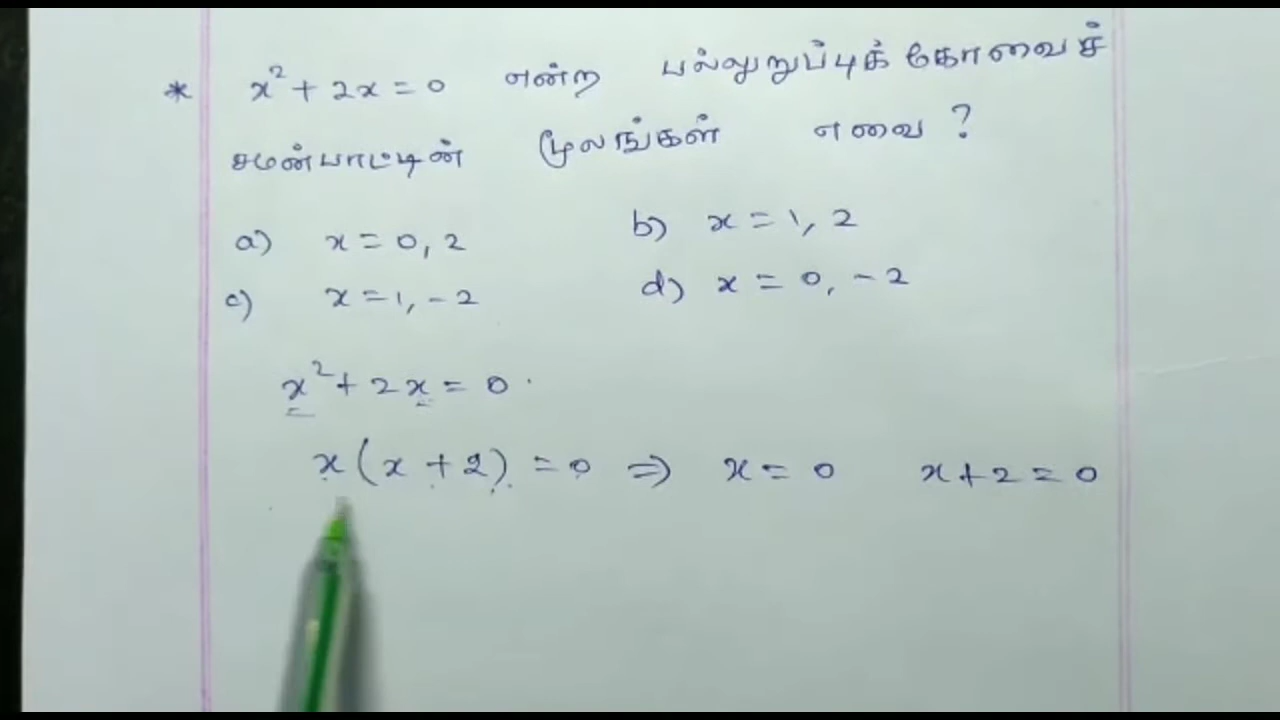 * x² + 2x = 0 என்ற பல்லுறுப்புக் கோவைச்
சமன்பாட்டின் மூலங்கள் எவை ?
a) x = 0, 2 b) x = 1, 2
c) x = 1, -2 d) x = 0, -2
x² + 2x = 0
x(x + 2) = 0 ⇒ x = 0 x + 2 = 0